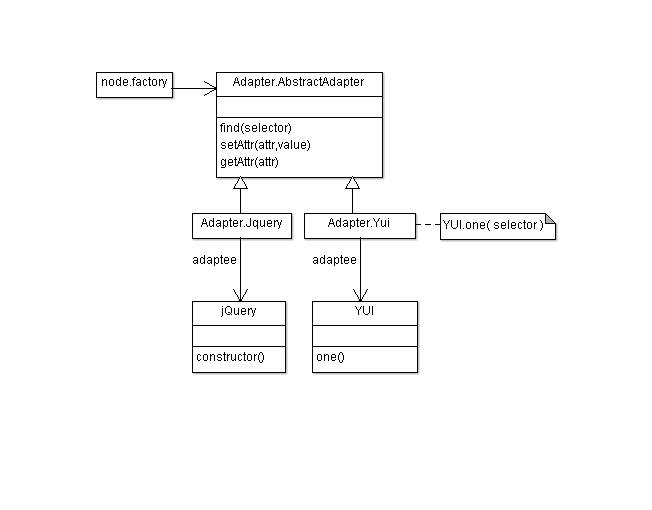 node.factory
Adapter.AbstractAdapter
find(selector)
setAttr(attr,value)
getAttr(attr)
Adapter.Jquery
Adapter.Yui
YUI.one( selector )
adaptee
adaptee
jQuery
YUI
constructor()
one()